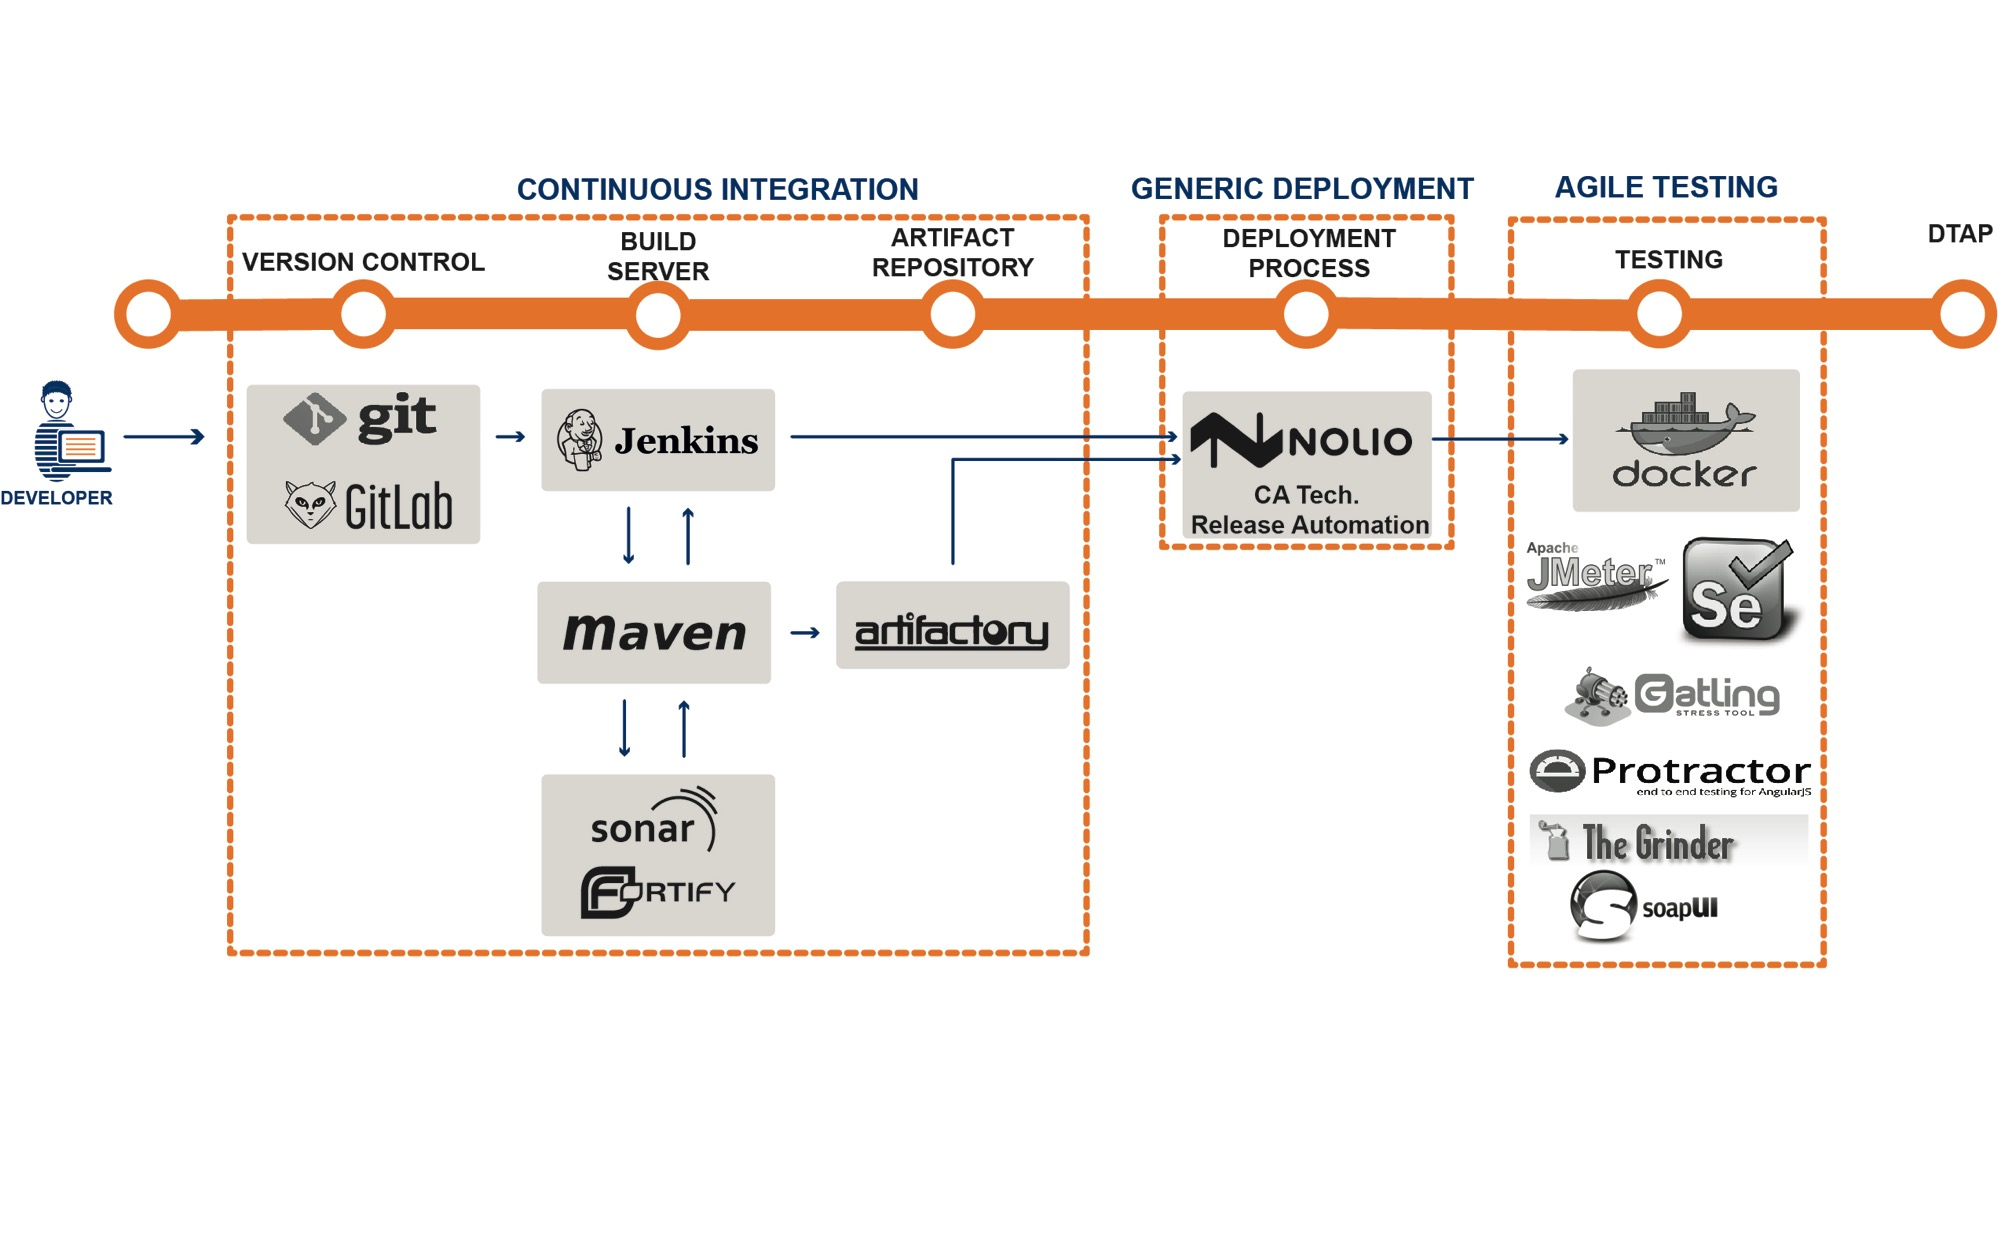 CONTINUOUS INTEGRATION
GENERIC DEPLOYMENT
AGILE TESTING
VERSION CONTROL
BUILD
SERVER
ARTIFACT
REPOSITORY
DEPLOYMENT
PROCESS
TESTING
DTAP
DEVELOPER
git
GitLab
Jenkins
maven
artifactory
sonar
FORTIFY
NOLIO
CA Tech.
Release Automation
docker
Apache
JMeter™
Se
Gatling
STRESS TOOL
Protractor
end to end testing for AngularJS
The Grinder
S soapUI